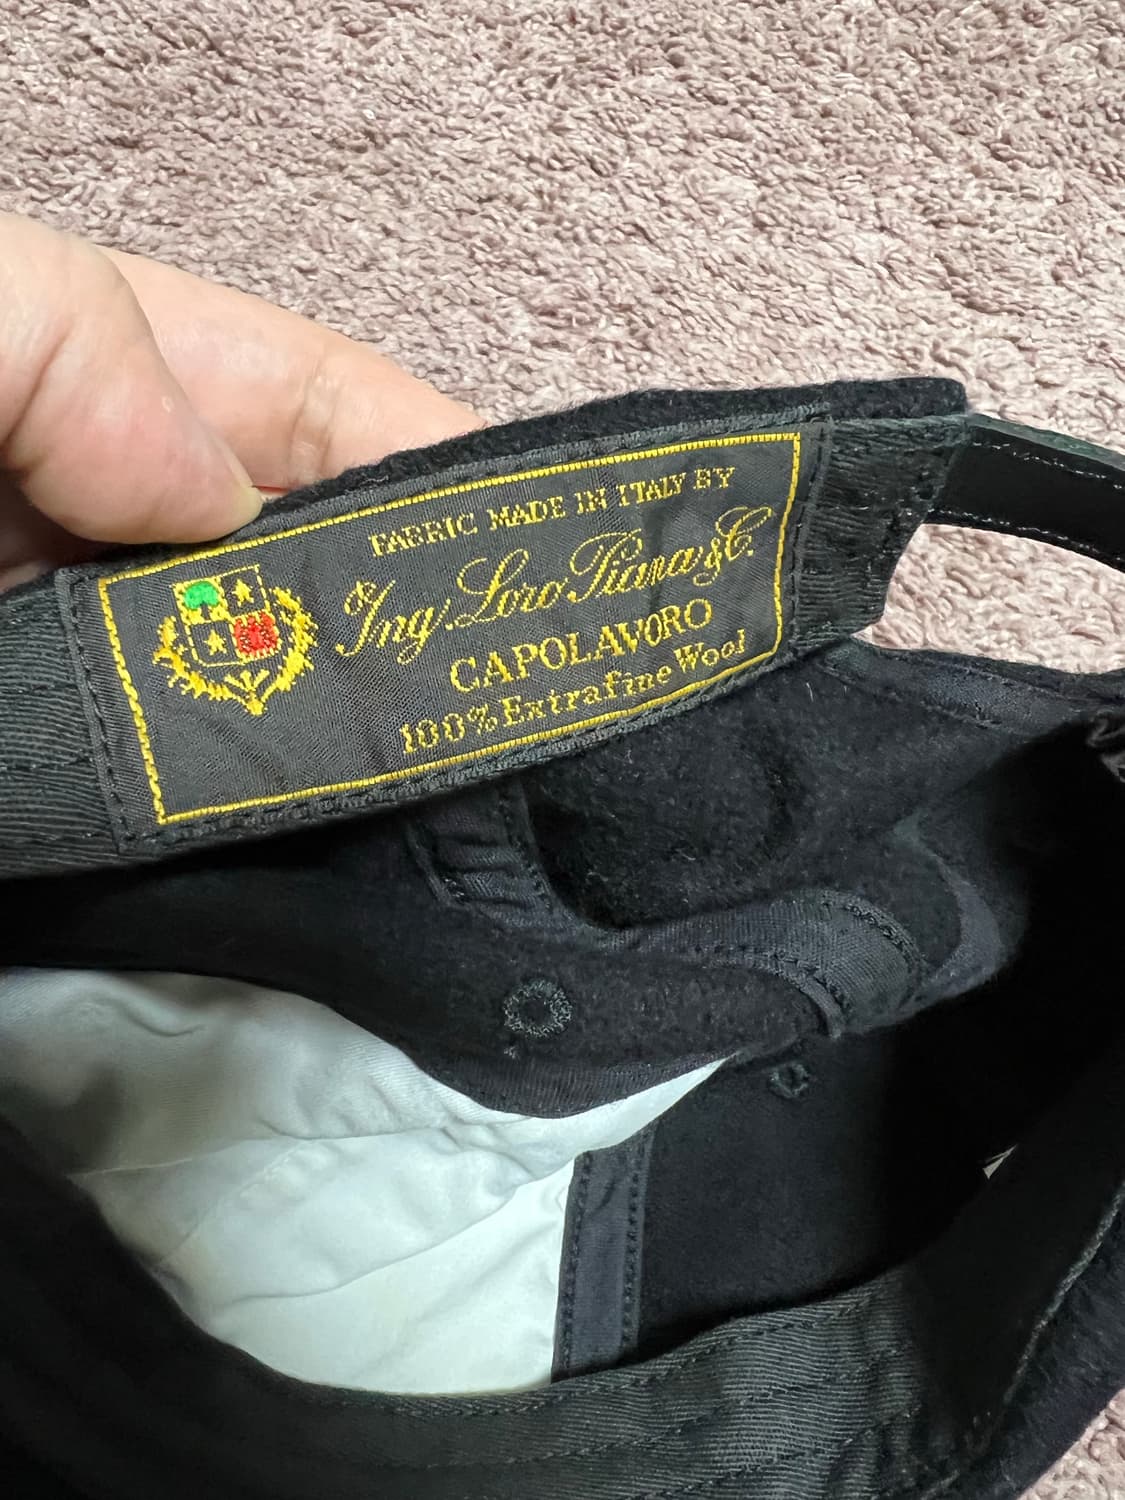 FABRIC MADE IN ITALY BY
Ing. Loro Piana & C.
CAPOLAVORO
100% Extrafine Wool